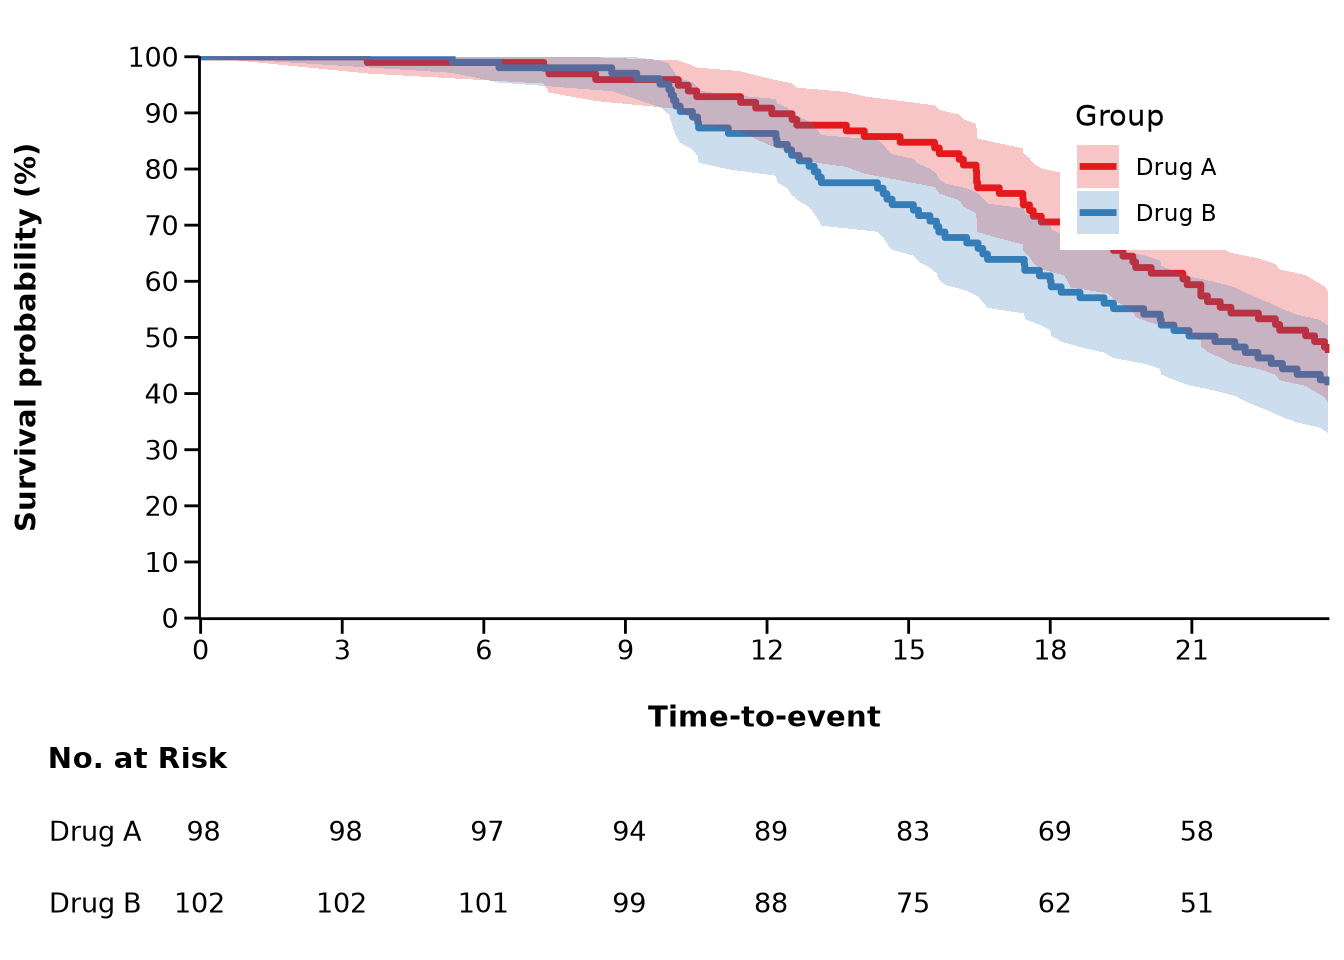 100
90
80
70
60
50
40
30
20
10
0
Survival probability (%)
Group
Drug A
Drug B
0 3 6 9 12 15 18 21
Time-to-event
No. at Risk
Drug A 98 98 97 94 89 83 69 58
Drug B 102 102 101 99 88 75 62 51